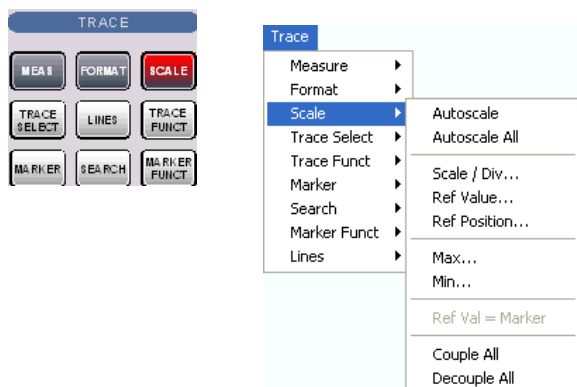 TRACE
MEAS FORMAT SCALE
TRACE SELECT LINES TRACE FUNCT
MARKER SEARCH MARKER FUNCT
Trace
Measure
Format
Scale
Trace Select
Trace Funct
Marker
Search
Marker Funct
Lines
Autoscale
Autoscale All
Scale / Div...
Ref Value...
Ref Position...
Max...
Min...
Ref Val = Marker
Couple All
Decouple All